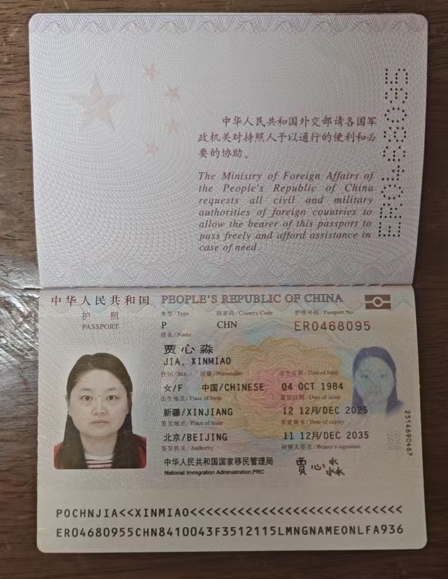 中华人民共和国外交部请各国军
政机关对持照人予以通行的便利和必
要的协助。
The Ministry of Foreign Affairs of
the People's Republic of China
requests all civil and military
authorities of foreign countries to
allow the bearer of this passport to
pass freely and afford assistance in
case of need.
ER0468095
中华人民共和国 PEOPLE'S REPUBLIC OF CHINA
护照
PASSPORT
类型/Type 国家码/Country Code 护照号码/Passport No.
P CHN ER0468095
姓名/Name
贾心淼
JIA, XINMIAO
性别/Sex 国籍/Nationality 出生日期/Date of birth
女/F 中国/CHINESE 04 OCT 1984
出生地点/Place of birth 签发日期/Date of issue
新疆/XINJIANG 12 12月/DEC 2025
签发地点/Place of issue 有效期至/Date of expiry
北京/BEIJING 11 12月/DEC 2035
签发机关/Authority 持照人签名/Bearer's signature
中华人民共和国国家移民管理局
National Immigration Administration,PRC
贾心淼
POCHNJIA<<XINMIAO<<<<<<<<<<<<<<<<<<<<<<<<<<<
ER04680955CHN8410043F3512115LMNGNAMEONLFA936